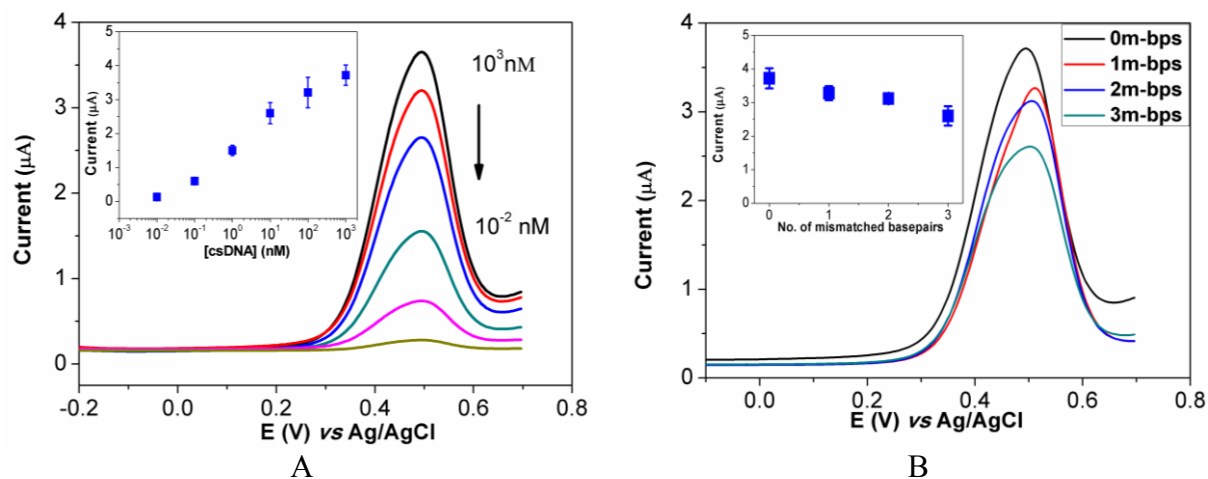 4
3
2
1
0
Current (μA)
-0.2 0.0 0.2 0.4 0.6 0.8
E (V) vs Ag/AgCl
10³nM
10⁻² nM
5
4
3
2
1
0
Current (μA)
10⁻³ 10⁻² 10⁻¹ 10⁰ 10¹ 10² 10³
[csDNA] (nM)
A
4
3
2
1
0
Current (μA)
0.0 0.2 0.4 0.6 0.8
E (V) vs Ag/AgCl
0m-bps
1m-bps
2m-bps
3m-bps
5
4
3
2
1
0
Current (μA)
0 1 2 3
No. of mismatched basepairs
B